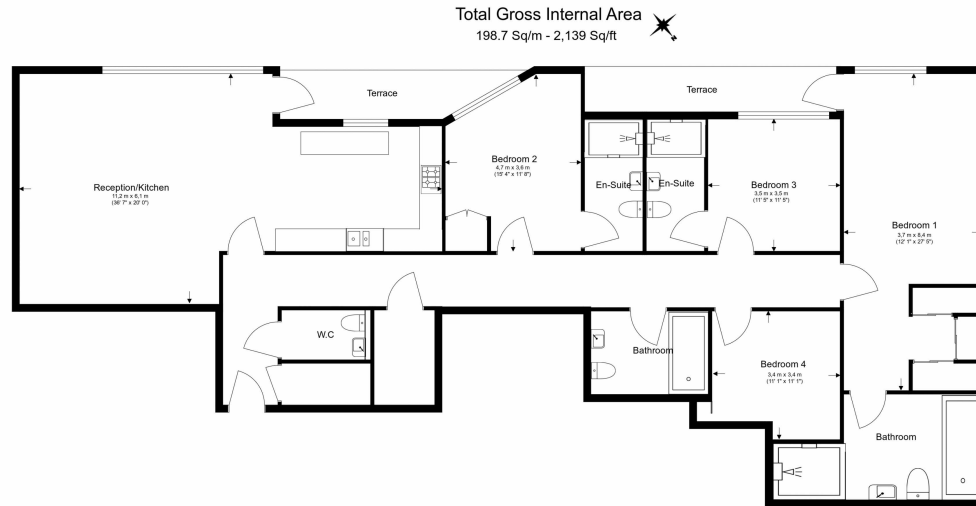 Total Gross Internal Area
198.7 Sq/m - 2,139 Sq/ft
Terrace
Terrace
Reception/Kitchen
11,2 m x 6,1 m
(36' 7" x 20' 0")
Bedroom 2
4,7 m x 3,6 m
(15' 4" x 11' 8")
En-Suite
En-Suite
Bedroom 3
3,5 m x 3,5 m
(11' 5" x 11' 5")
Bedroom 1
3,7 m x 8,4 m
(12' 1" x 27' 5")
W.C
Bathroom
Bedroom 4
3,4 m x 3,4 m
(11' 1" x 11' 1")
Bathroom